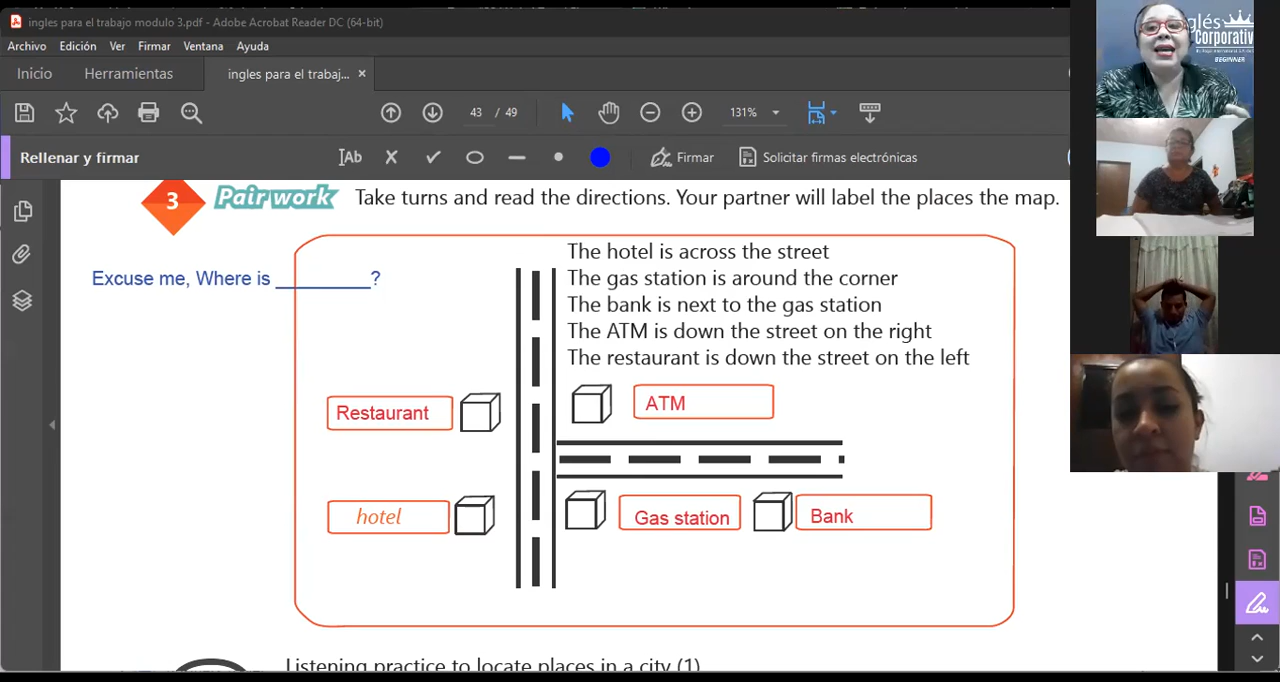 ingles para el trabajo modulo 3.pdf - Adobe Acrobat Reader DC (64-bit)
Archivo Edición Ver Firmar Ventana Ayuda
Inicio Herramientas ingles para el trabaj... ×
43 / 49 131%
Rellenar y firmar Ab Firmar Solicitar firmas electrónicas
3 Pair work Take turns and read the directions. Your partner will label the places the map.
Excuse me, Where is _________?
The hotel is across the street
The gas station is around the corner
The bank is next to the gas station
The ATM is down the street on the right
The restaurant is down the street on the left
Restaurant ATM
hotel Gas station Bank
Listening practice to locate places in a city (1)
glés
Corporativ
BEGINNER